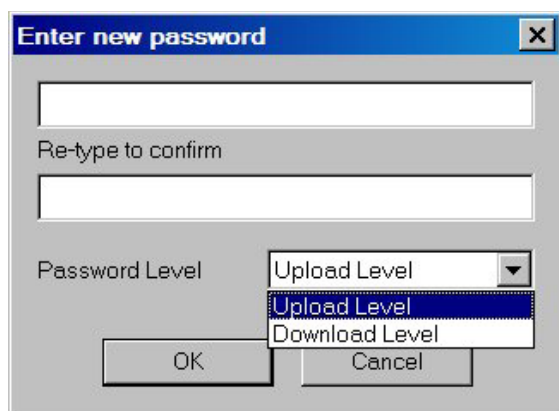 Enter new password
Re-type to confirm
Password Level
Upload Level
Upload Level
Download Level
OK
Cancel